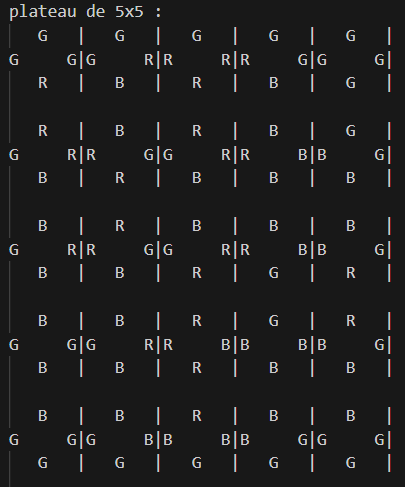 plateau de 5x5 :
    G   |   G   |   G   |   G   |   G   |
G     G|G     R|R     R|R     G|G     G|
    R   |   B   |   R   |   B   |   G   |
    R   |   B   |   R   |   B   |   G   |
G     R|R     G|G     R|R     B|B     G|
    B   |   R   |   B   |   B   |   B   |
    B   |   R   |   B   |   B   |   B   |
G     R|R     G|G     R|R     B|B     G|
    B   |   B   |   R   |   G   |   R   |
    B   |   B   |   R   |   G   |   R   |
G     G|G     R|R     B|B     B|B     G|
    B   |   B   |   R   |   B   |   B   |
    B   |   B   |   R   |   B   |   B   |
G     G|G     B|B     B|B     G|G     G|
    G   |   G   |   G   |   G   |   G   |